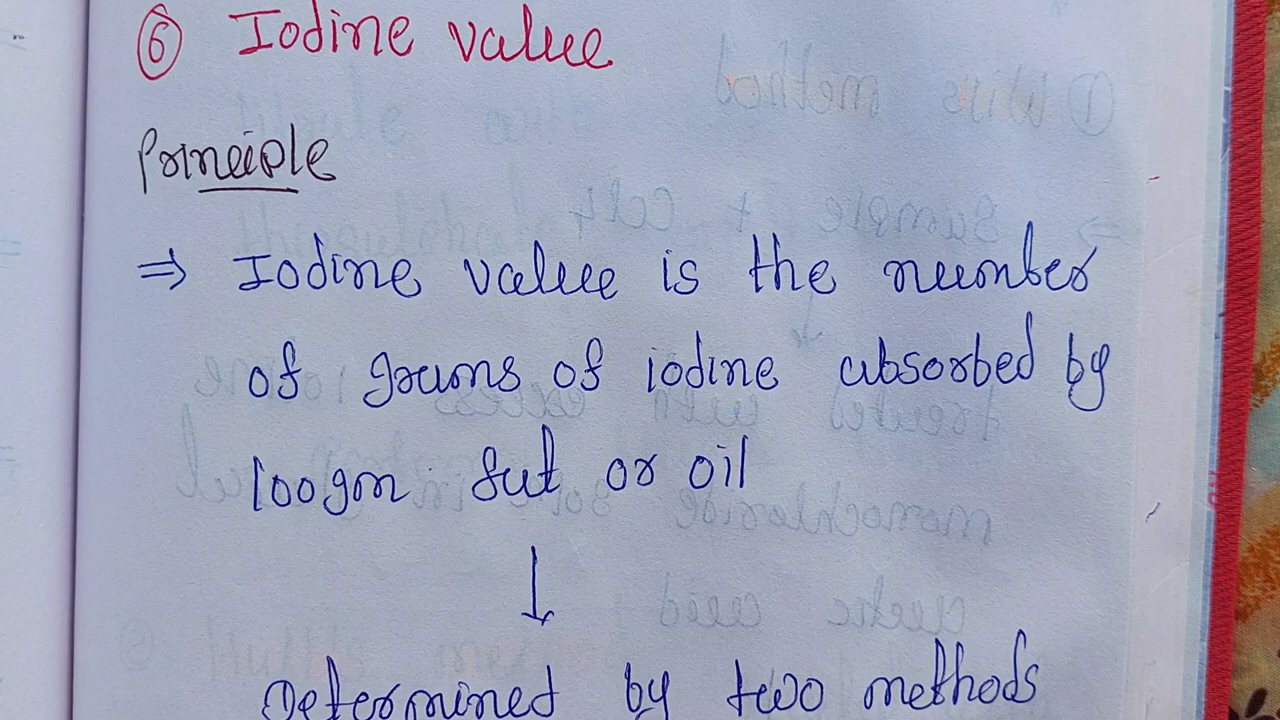 ⑥ Iodine value
Principle
⇒ Iodine value is the number
of grams of iodine absorbed by
100gm. fat or oil
↓
Determined by two methods